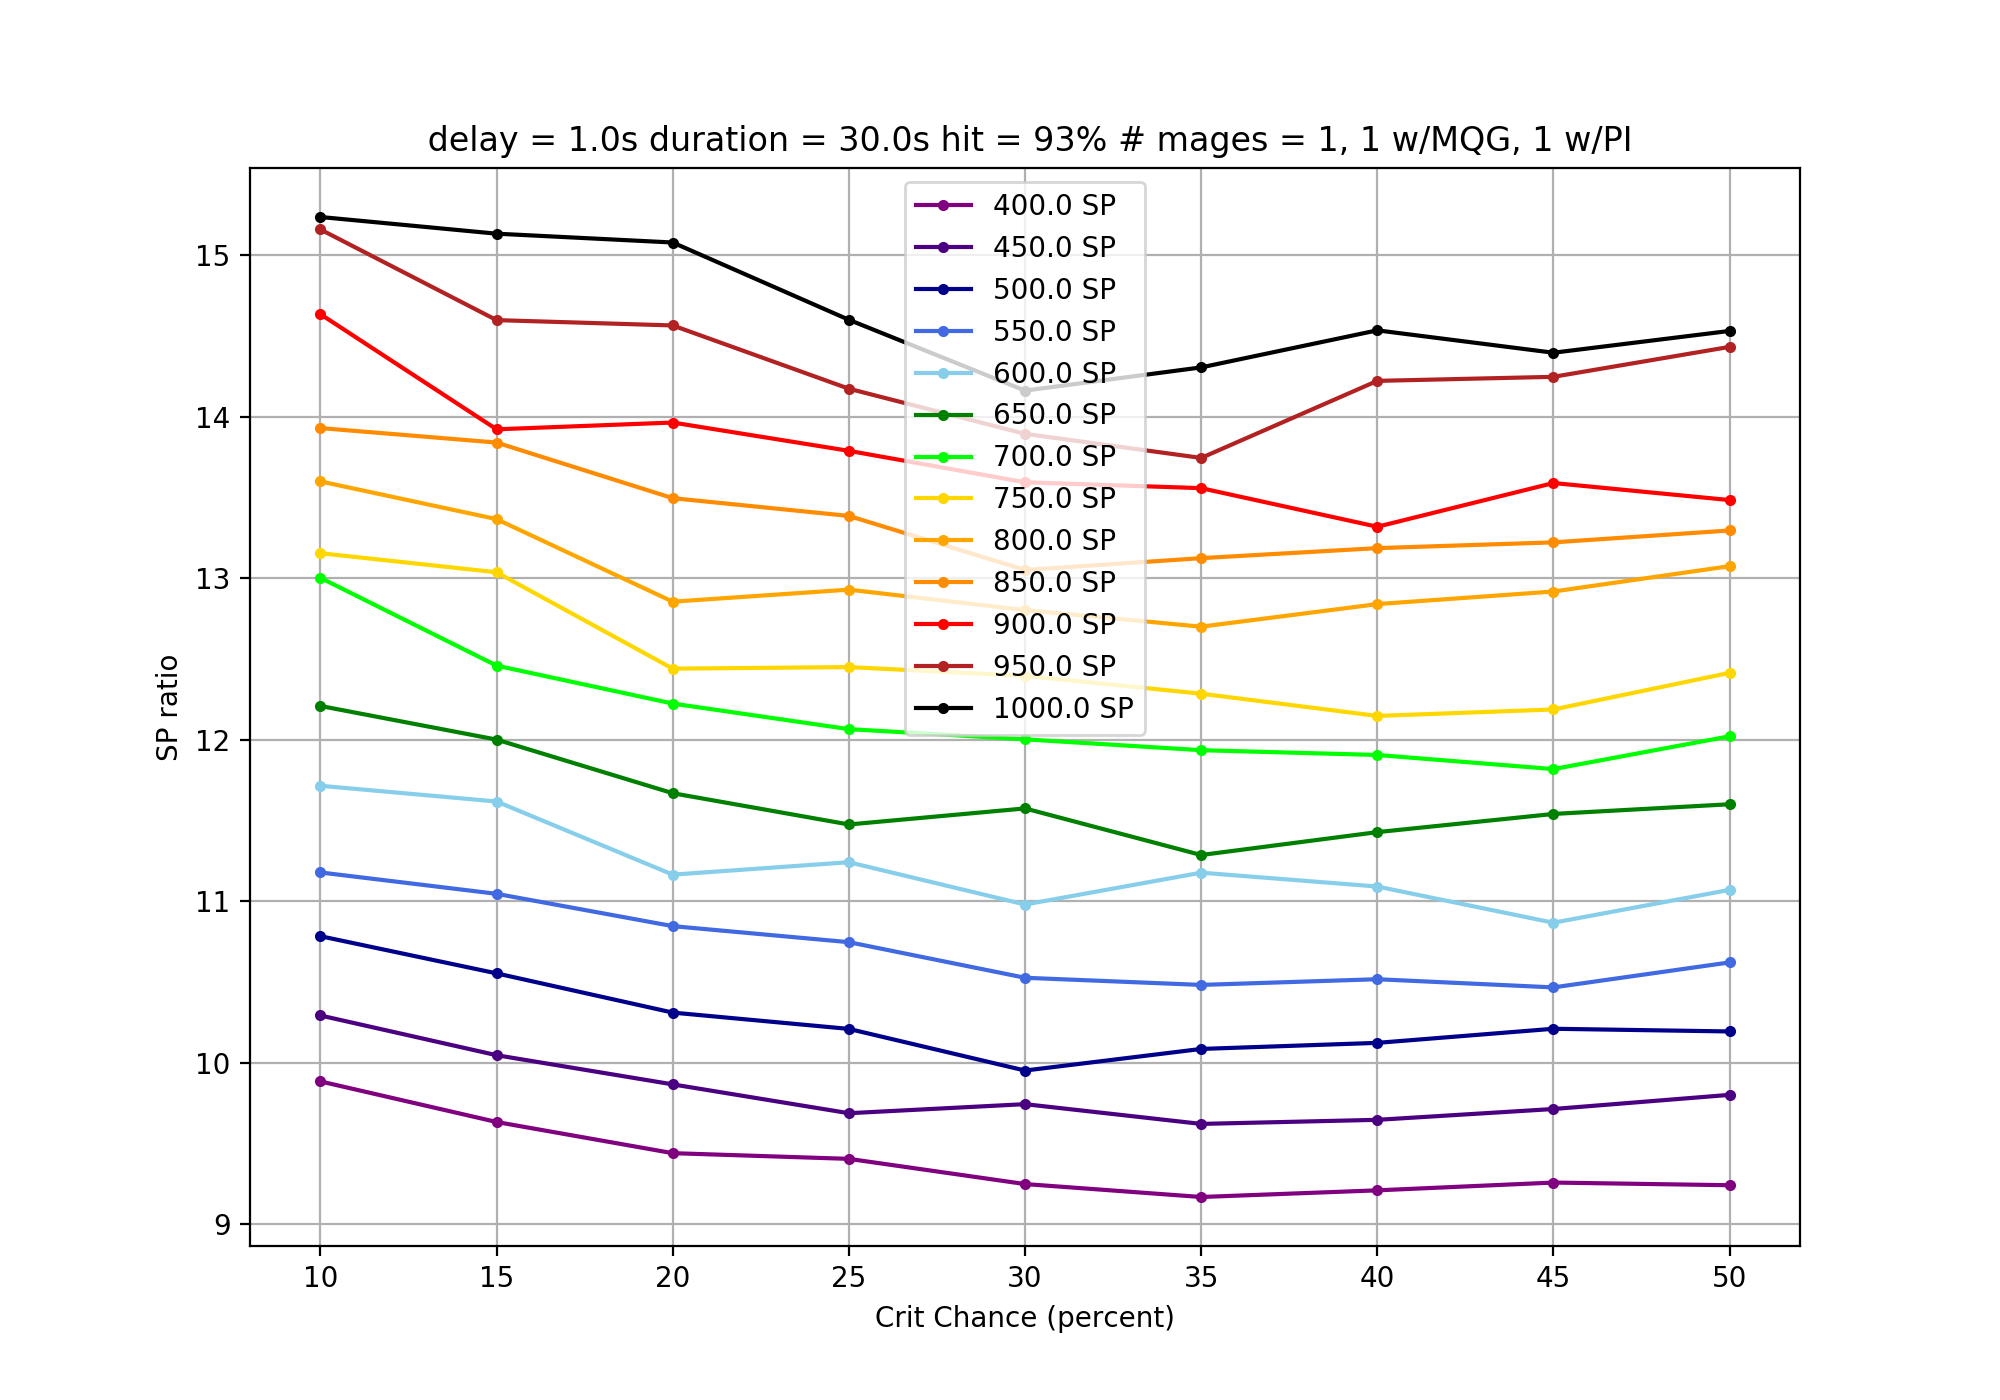 delay = 1.0s duration = 30.0s hit = 93% # mages = 1, 1 w/MQG, 1 w/PI
400.0 SP
450.0 SP
500.0 SP
550.0 SP
600.0 SP
650.0 SP
700.0 SP
750.0 SP
800.0 SP
850.0 SP
900.0 SP
950.0 SP
1000.0 SP
SP ratio
15
14
13
12
11
10
9
10 15 20 25 30 35 40 45 50
Crit Chance (percent)